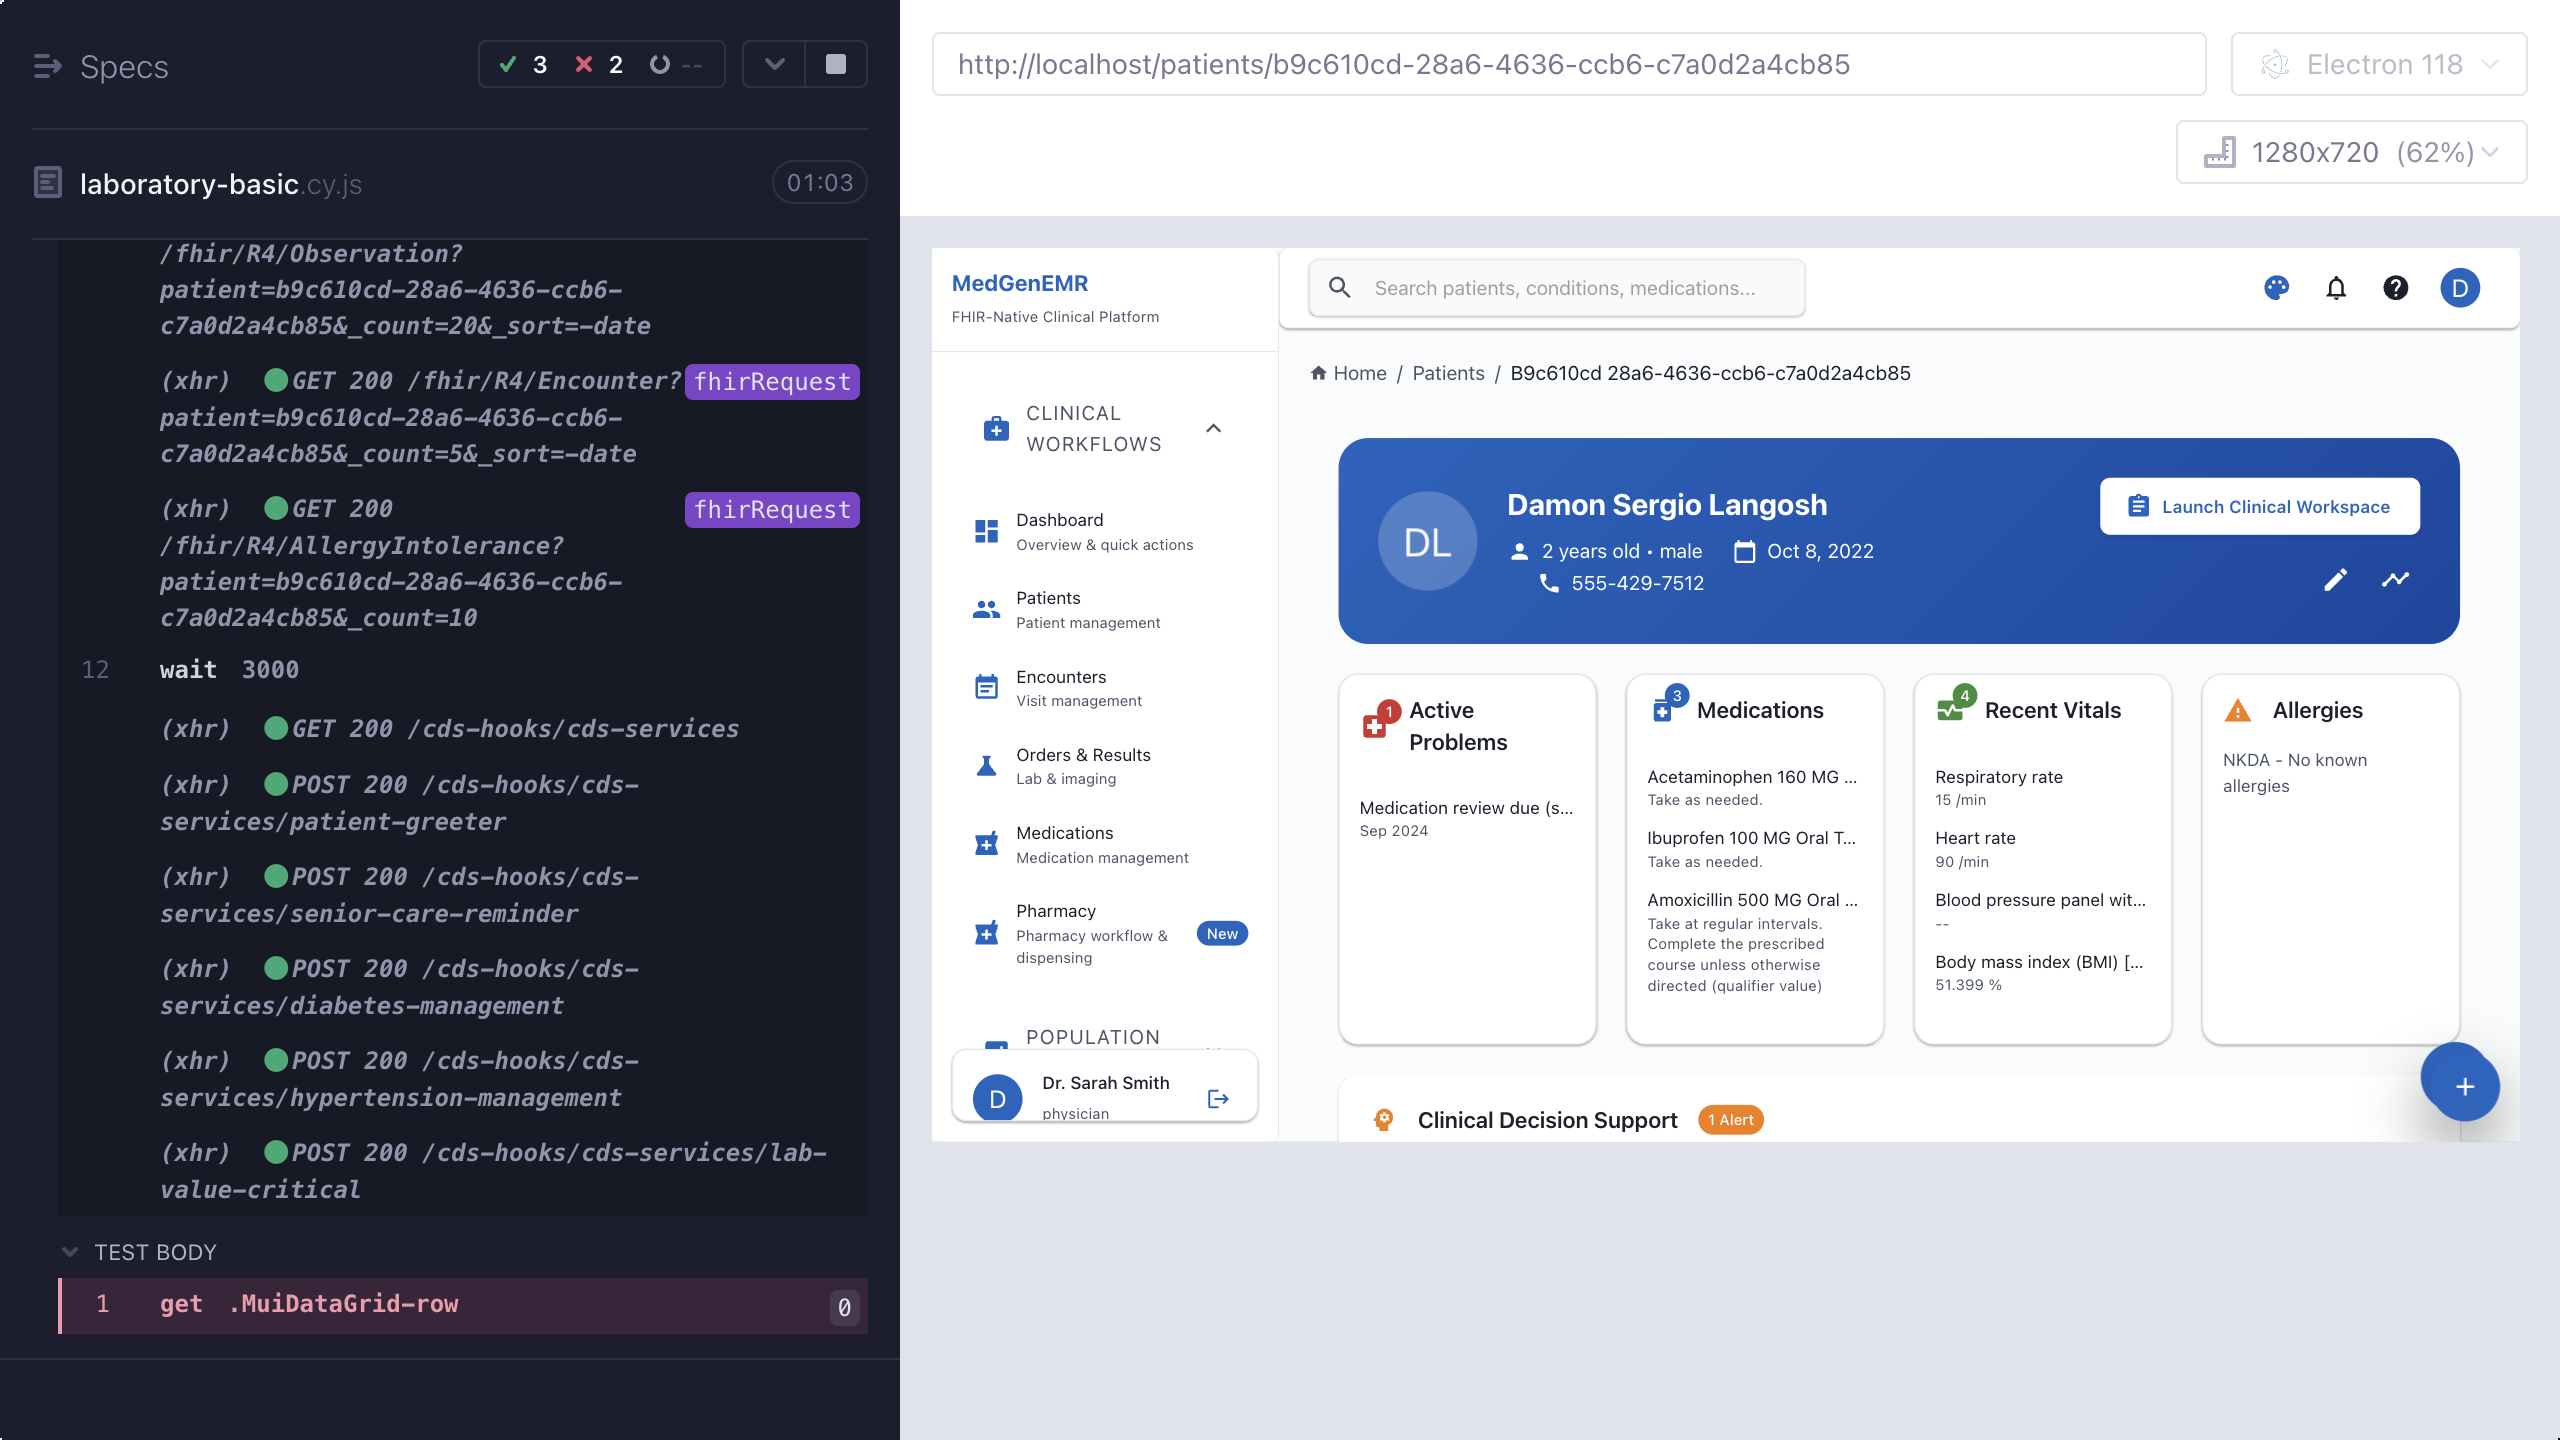 Specs
3 2 --
laboratory-basic.cy.js 01:03
/fhir/R4/Observation?
patient=b9c610cd-28a6-4636-ccb6-
c7a0d2a4cb85&_count=20&_sort=-date
(xhr) GET 200 /fhir/R4/Encounter? fhirRequest
patient=b9c610cd-28a6-4636-ccb6-
c7a0d2a4cb85&_count=5&_sort=-date
(xhr) GET 200 fhirRequest
/fhir/R4/AllergyIntolerance?
patient=b9c610cd-28a6-4636-ccb6-
c7a0d2a4cb85&_count=10
12 wait 3000
(xhr) GET 200 /cds-hooks/cds-services
(xhr) POST 200 /cds-hooks/cds-
services/patient-greeter
(xhr) POST 200 /cds-hooks/cds-
services/senior-care-reminder
(xhr) POST 200 /cds-hooks/cds-
services/diabetes-management
(xhr) POST 200 /cds-hooks/cds-
services/hypertension-management
(xhr) POST 200 /cds-hooks/cds-services/lab-
value-critical
TEST BODY
1 get .MuiDataGrid-row 0
http://localhost/patients/b9c610cd-28a6-4636-ccb6-c7a0d2a4cb85
Electron 118
1280x720 (62%)
MedGenEMR
FHIR-Native Clinical Platform
CLINICAL
WORKFLOWS
Dashboard
Overview & quick actions
Patients
Patient management
Encounters
Visit management
Orders & Results
Lab & imaging
Medications
Medication management
Pharmacy
Pharmacy workflow &
dispensing
New
POPULATION
D
Dr. Sarah Smith
physician
Search patients, conditions, medications...
D
Home / Patients / B9c610cd 28a6-4636-ccb6-c7a0d2a4cb85
DL
Damon Sergio Langosh
2 years old • male Oct 8, 2022
555-429-7512
Launch Clinical Workspace
1
Active
Problems
Medication review due (s...
Sep 2024
3
Medications
Acetaminophen 160 MG ...
Take as needed.
Ibuprofen 100 MG Oral T...
Take as needed.
Amoxicillin 500 MG Oral ...
Take at regular intervals.
Complete the prescribed
course unless otherwise
directed (qualifier value)
4
Recent Vitals
Respiratory rate
15 /min
Heart rate
90 /min
Blood pressure panel wit...
--
Body mass index (BMI) [...
51.399 %
Allergies
NKDA - No known
allergies
Clinical Decision Support 1 Alert
+